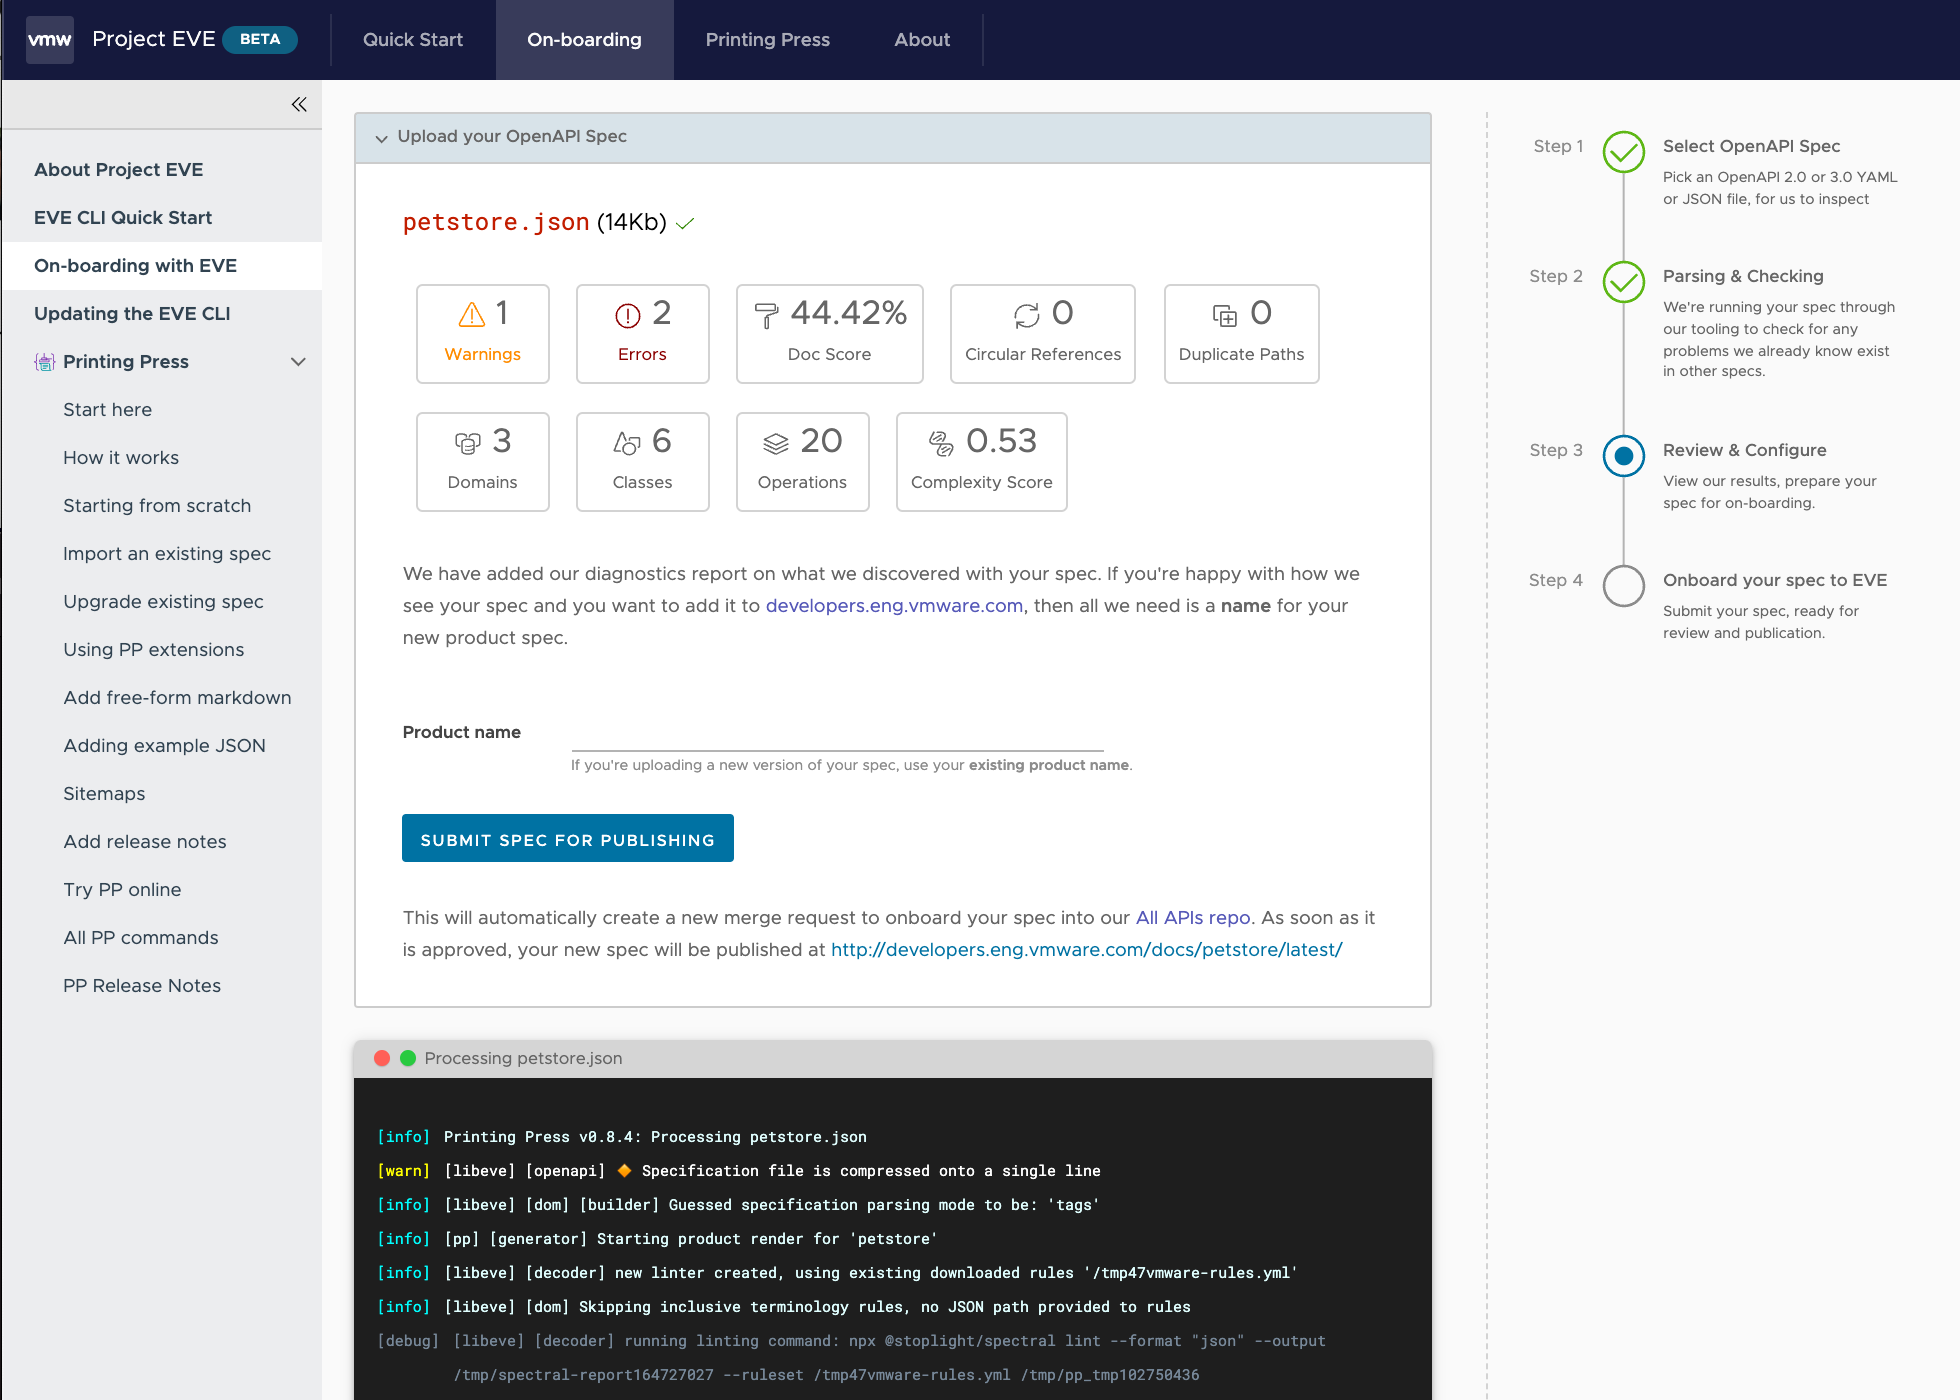 vmw Project EVE BETA Quick Start On-boarding Printing Press About
About Project EVE
EVE CLI Quick Start
On-boarding with EVE
Updating the EVE CLI
Printing Press
Start here
How it works
Starting from scratch
Import an existing spec
Upgrade existing spec
Using PP extensions
Add free-form markdown
Adding example JSON
Sitemaps
Add release notes
Try PP online
All PP commands
PP Release Notes
Upload your OpenAPI Spec
petstore.json (14Kb)
1
Warnings
2
Errors
44.42%
Doc Score
0
Circular References
0
Duplicate Paths
3
Domains
6
Classes
20
Operations
0.53
Complexity Score
We have added our diagnostics report on what we discovered with your spec. If you're happy with how we
see your spec and you want to add it to developers.eng.vmware.com, then all we need is a name for your
new product spec.
Product name
If you're uploading a new version of your spec, use your existing product name.
SUBMIT SPEC FOR PUBLISHING
This will automatically create a new merge request to onboard your spec into our All APIs repo. As soon as it
is approved, your new spec will be published at http://developers.eng.vmware.com/docs/petstore/latest/
Processing petstore.json
[info] Printing Press v0.8.4: Processing petstore.json
[warn] [libeve] [openapi] 🔶 Specification file is compressed onto a single line
[info] [libeve] [dom] [builder] Guessed specification parsing mode to be: 'tags'
[info] [pp] [generator] Starting product render for 'petstore'
[info] [libeve] [decoder] new linter created, using existing downloaded rules '/tmp47vmware-rules.yml'
[info] [libeve] [dom] Skipping inclusive terminology rules, no JSON path provided to rules
[debug] [libeve] [decoder] running linting command: npx @stoplight/spectral lint --format "json" --output
/tmp/spectral-report164727027 --ruleset /tmp47vmware-rules.yml /tmp/pp_tmp102750436
Step 1
Select OpenAPI Spec
Pick an OpenAPI 2.0 or 3.0 YAML
or JSON file, for us to inspect
Step 2
Parsing & Checking
We're running your spec through
our tooling to check for any
problems we already know exist
in other specs.
Step 3
Review & Configure
View our results, prepare your
spec for on-boarding.
Step 4
Onboard your spec to EVE
Submit your spec, ready for
review and publication.